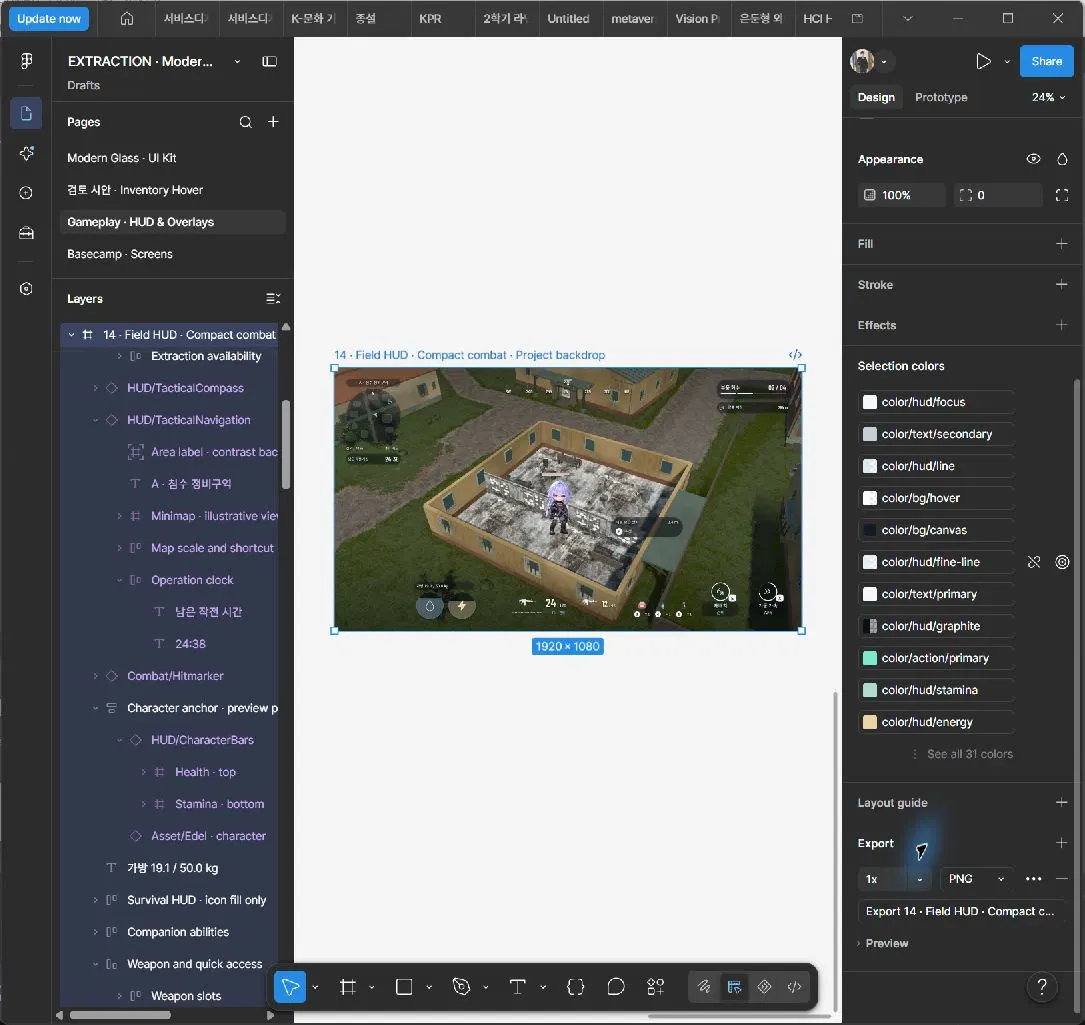 Update now
서비스디
서비스디
K-문화 기
종설
KPR
2학기 라
Untitled
metaver
Vision P
은둔형 외
HCI
EXTRACTION · Moder...
Drafts
Pages
Modern Glass · UI Kit
검토 시안 · Inventory Hover
Gameplay · HUD & Overlays
Basecamp · Screens
Layers
14 · Field HUD · Compact combat
Extraction availability
HUD/TacticalCompass
HUD/TacticalNavigation
Area label · contrast bac
A · 침수 정비구역
Minimap · illustrative vie
Map scale and shortcut
Operation clock
남은 작전 시간
24:38
Combat/Hitmarker
Character anchor · preview p
HUD/CharacterBars
Health · top
Stamina · bottom
Asset/Edel · character
가방 19.1 / 50.0 kg
Survival HUD · icon fill only
Companion abilities
Weapon and quick access
Weapon slots
14 · Field HUD · Compact combat · Project backdrop
24
1920 × 1080
Share
Design
Prototype
24%
Appearance
100%
0
Fill
Stroke
Effects
Selection colors
color/hud/focus
color/text/secondary
color/hud/line
color/bg/hover
color/bg/canvas
color/hud/fine-line
color/text/primary
color/hud/graphite
color/action/primary
color/hud/stamina
color/hud/energy
See all 31 colors
Layout guide
Export
1x
PNG
Export 14 · Field HUD · Compact c...
Preview
?